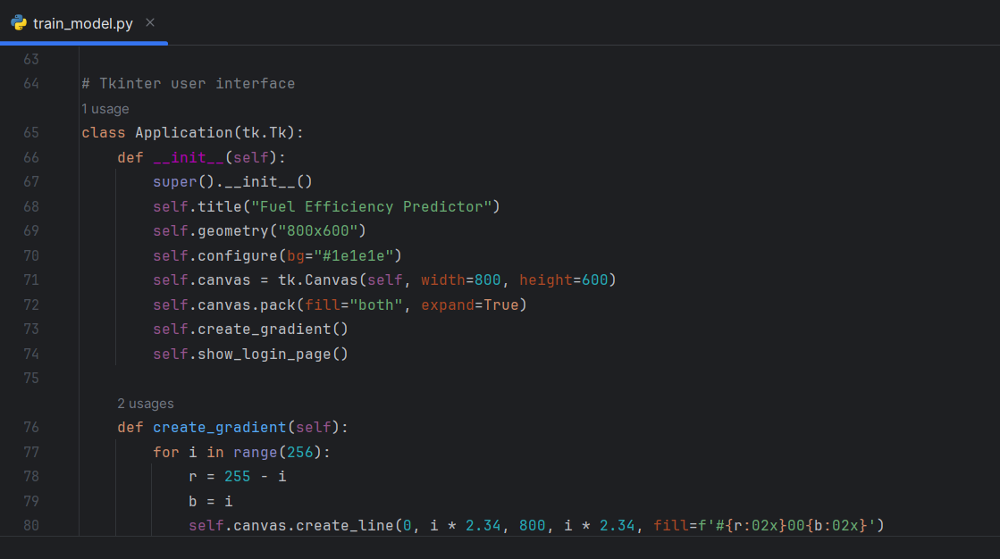 train_model.py ×
63
64 # Tkinter user interface
1 usage
65 class Application(tk.Tk):
66     def __init__(self):
67         super().__init__()
68         self.title("Fuel Efficiency Predictor")
69         self.geometry("800x600")
70         self.configure(bg="#1e1e1e")
71         self.canvas = tk.Canvas(self, width=800, height=600)
72         self.canvas.pack(fill="both", expand=True)
73         self.create_gradient()
74         self.show_login_page()
75
2 usages
76     def create_gradient(self):
77         for i in range(256):
78             r = 255 - i
79             b = i
80             self.canvas.create_line(0, i * 2.34, 800, i * 2.34, fill=f'#{r:02x}00{b:02x}')